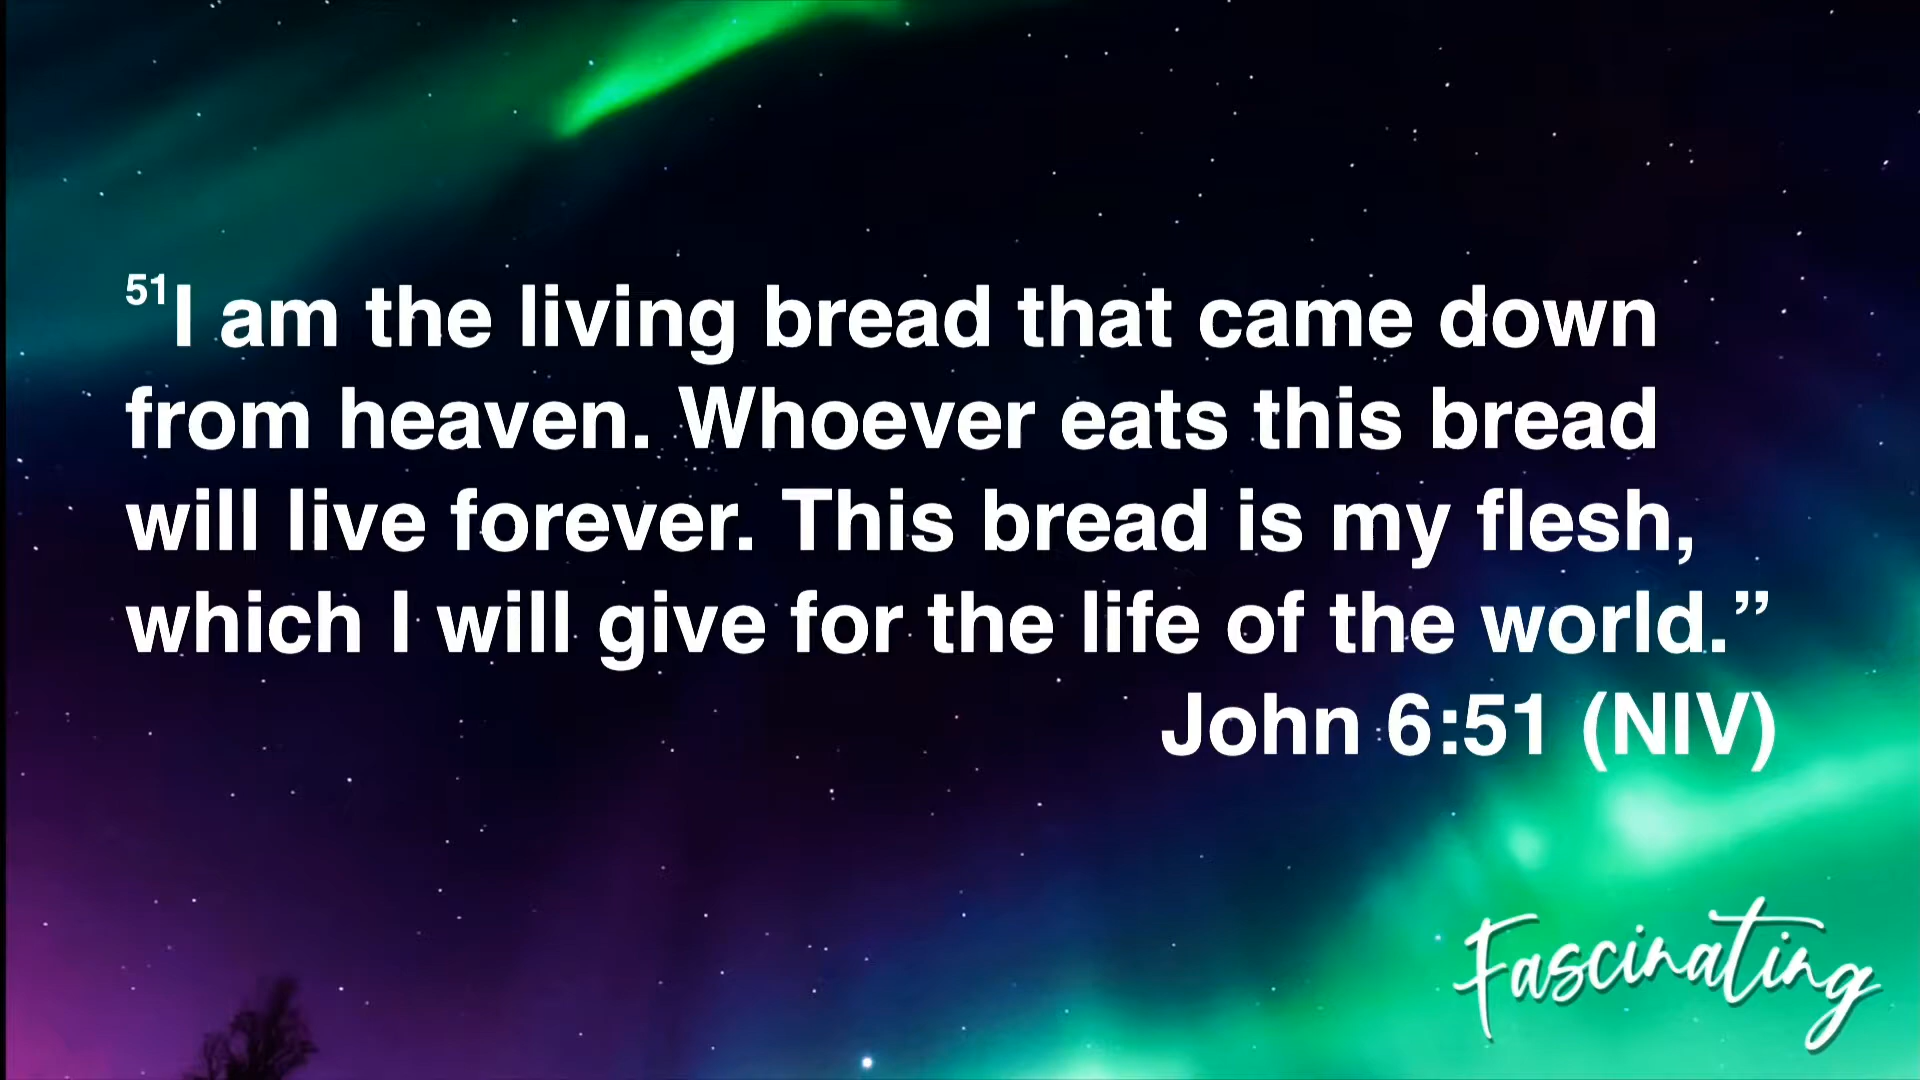 ⁵¹I am the living bread that came down
from heaven. Whoever eats this bread
will live forever. This bread is my flesh,
which I will give for the life of the world.”
John 6:51 (NIV)
Fascinating